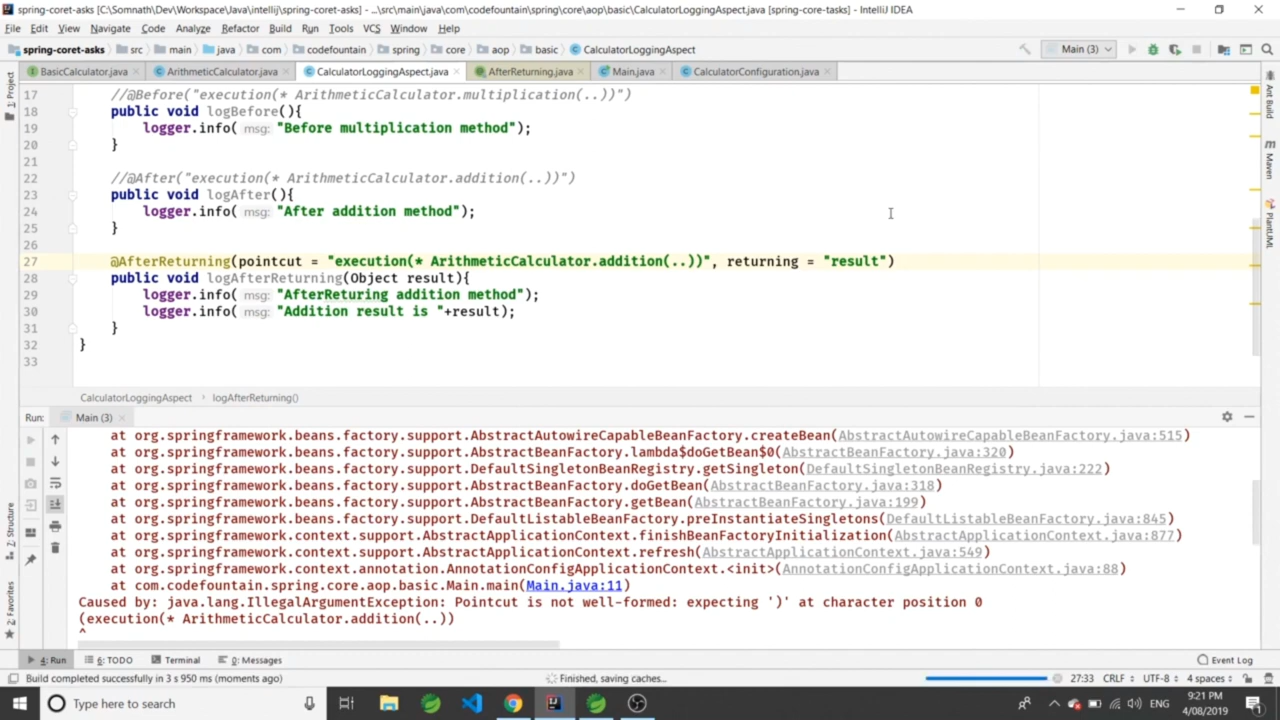 spring-coret-asks [C:\Somnath\Dev\Workspace\Java\intellij\spring-coret-asks] - ...\src\main\java\com\codefountain\spring\core\aop\basic\CalculatorLoggingAspect.java [spring-core-tasks] - IntelliJ IDEA
File Edit View Navigate Code Analyze Refactor Build Run Tools VCS Window Help
spring-coret-asks src main java com codefountain spring core aop basic CalculatorLoggingAspect Main (3)
BasicCalculator.java ArithmeticCalculator.java CalculatorLoggingAspect.java AfterReturning.java Main.java CalculatorConfiguration.java
1: Project
Ant Build
Maven
PlantUML
17 //@Before("execution(* ArithmeticCalculator.multiplication(..))")
18 public void logBefore(){
19 logger.info( msg: "Before multiplication method");
20 }
21
22 //@After("execution(* ArithmeticCalculator.addition(..))")
23 public void logAfter(){
24 logger.info( msg: "After addition method");
25 }
26
27 @AfterReturning(pointcut = "execution(* ArithmeticCalculator.addition(..))", returning = "result")
28 public void logAfterReturning(Object result){
29 logger.info( msg: "AfterReturing addition method");
30 logger.info( msg: "Addition result is "+result);
31 }
32 }
33
CalculatorLoggingAspect › logAfterReturning()
Run: Main (3)
at org.springframework.beans.factory.support.AbstractAutowireCapableBeanFactory.createBean(AbstractAutowireCapableBeanFactory.java:515)
at org.springframework.beans.factory.support.AbstractBeanFactory.lambda$doGetBean$0(AbstractBeanFactory.java:320)
at org.springframework.beans.factory.support.DefaultSingletonBeanRegistry.getSingleton(DefaultSingletonBeanRegistry.java:222)
at org.springframework.beans.factory.support.AbstractBeanFactory.doGetBean(AbstractBeanFactory.java:318)
at org.springframework.beans.factory.support.AbstractBeanFactory.getBean(AbstractBeanFactory.java:199)
at org.springframework.beans.factory.support.DefaultListableBeanFactory.preInstantiateSingletons(DefaultListableBeanFactory.java:845)
at org.springframework.context.support.AbstractApplicationContext.finishBeanFactoryInitialization(AbstractApplicationContext.java:877)
at org.springframework.context.support.AbstractApplicationContext.refresh(AbstractApplicationContext.java:549)
at org.springframework.context.annotation.AnnotationConfigApplicationContext.<init>(AnnotationConfigApplicationContext.java:88)
at com.codefountain.spring.core.aop.basic.Main.main(Main.java:11)
Caused by: java.lang.IllegalArgumentException: Pointcut is not well-formed: expecting ')' at character position 0
(execution(* ArithmeticCalculator.addition(..))
^
Z: Structure
2: Favorites
4: Run 6: TODO Terminal 0: Messages Event Log
Build completed successfully in 3 s 950 ms (moments ago) Finished, saving caches... 27:33 CRLF UTF-8 4 spaces
Type here to search ENG 9:21 PM
4/08/2019